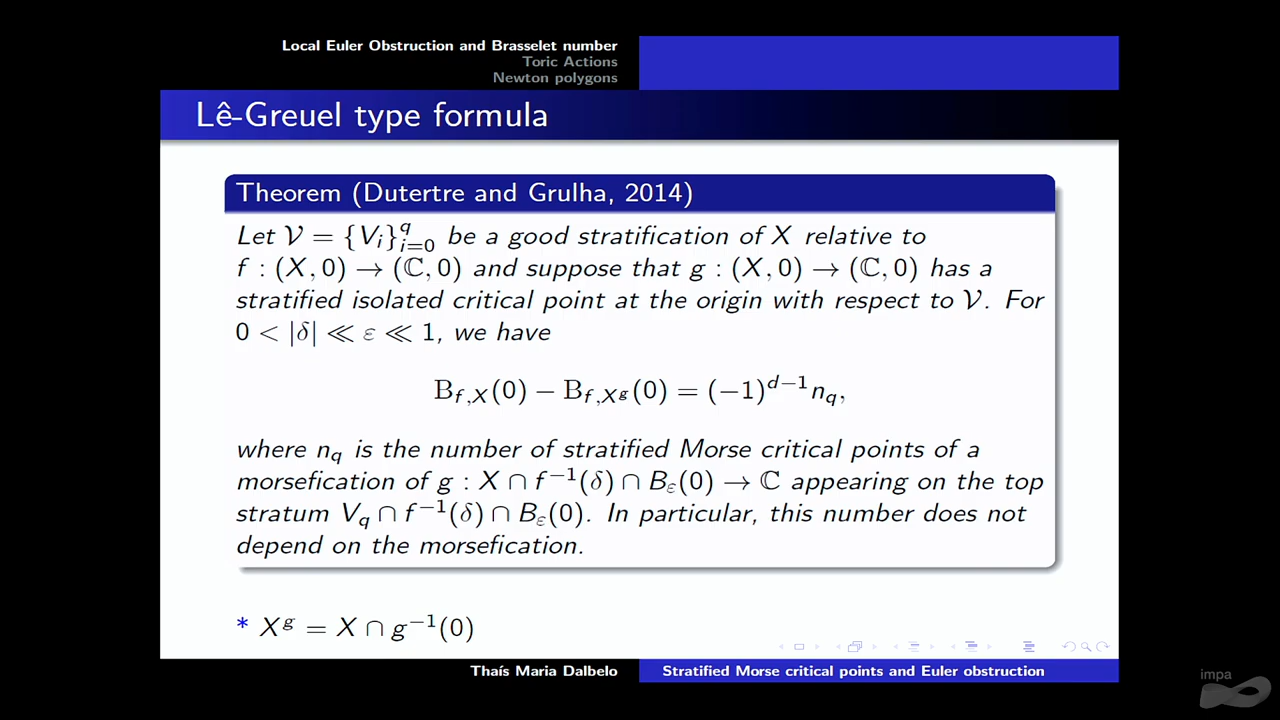 Local Euler Obstruction and Brasselet number
Toric Actions
Newton polygons
Lê-Greuel type formula
Theorem (Dutertre and Grulha, 2014)
Let 𝒱 = {V_i}_{i=0}^q be a good stratification of X relative to
f : (X, 0) → (ℂ, 0) and suppose that g : (X, 0) → (ℂ, 0) has a
stratified isolated critical point at the origin with respect to 𝒱. For
0 < |δ| ≪ ε ≪ 1, we have
B_{f,X}(0) − B_{f,X^g}(0) = (−1)^{d−1} n_q,
where n_q is the number of stratified Morse critical points of a
morsefication of g : X ∩ f^{−1}(δ) ∩ B_ε(0) → ℂ appearing on the top
stratum V_q ∩ f^{−1}(δ) ∩ B_ε(0). In particular, this number does not
depend on the morsefication.
* X^g = X ∩ g^{−1}(0)
Thaís Maria Dalbelo
Stratified Morse critical points and Euler obstruction
impa